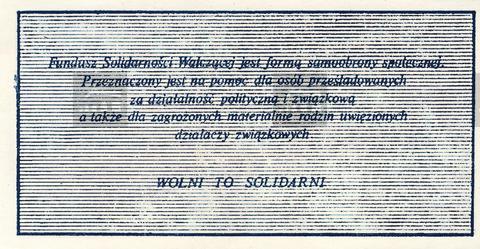 Fundusz Solidarności Walczącej jest formą samoobrony społecznej.
Przeznaczony jest na pomoc dla osób prześladowanych
za działalność polityczną i związkową
a także dla zagrożonych materialnie rodzin uwięzionych
działaczy związkowych.
WOLNI TO SOLIDARNI